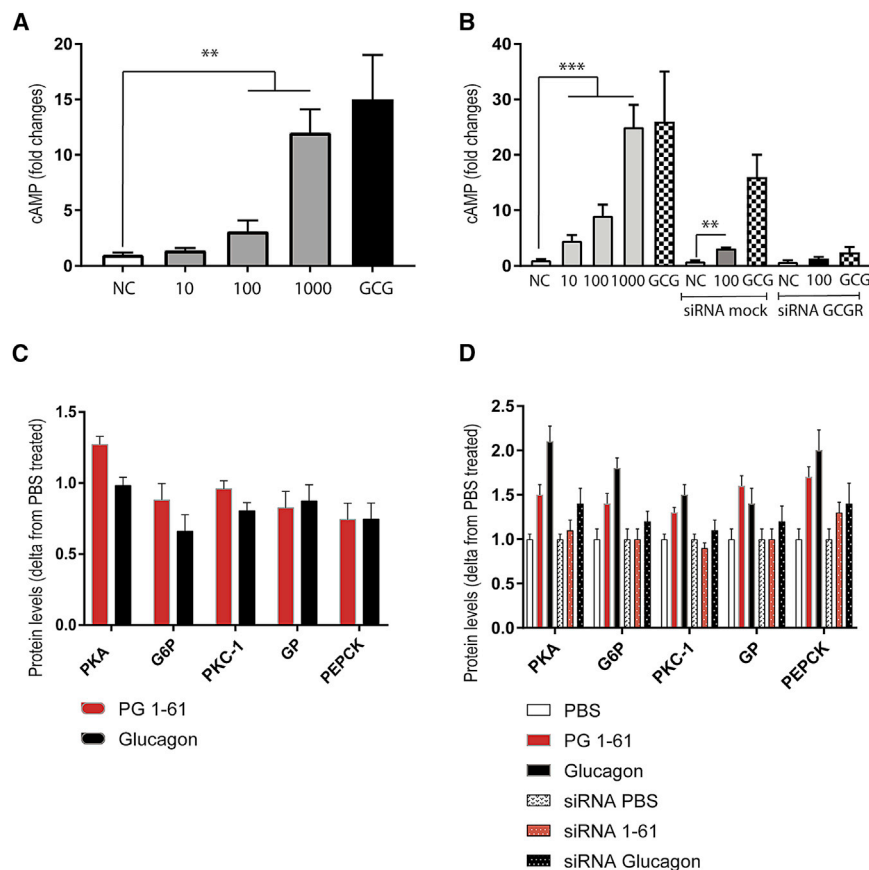 A
cAMP (fold changes)
20
15
10
5
0
**
NC 10 100 1000 GCG
B
cAMP (fold changes)
40
30
20
10
0
***
**
NC 10 100 1000 GCG NC 100 GCG NC 100 GCG
siRNA mock siRNA GCGR
C
Protein levels (delta from PBS treated)
1.5
1.0
0.5
0.0
PKA G6P PKC-1 GP PEPCK
PG 1-61
Glucagon
D
Protein levels (delta from PBS treated)
2.5
2.0
1.5
1.0
0.5
0.0
PKA G6P PKC-1 GP PEPCK
PBS
PG 1-61
Glucagon
siRNA PBS
siRNA 1-61
siRNA Glucagon